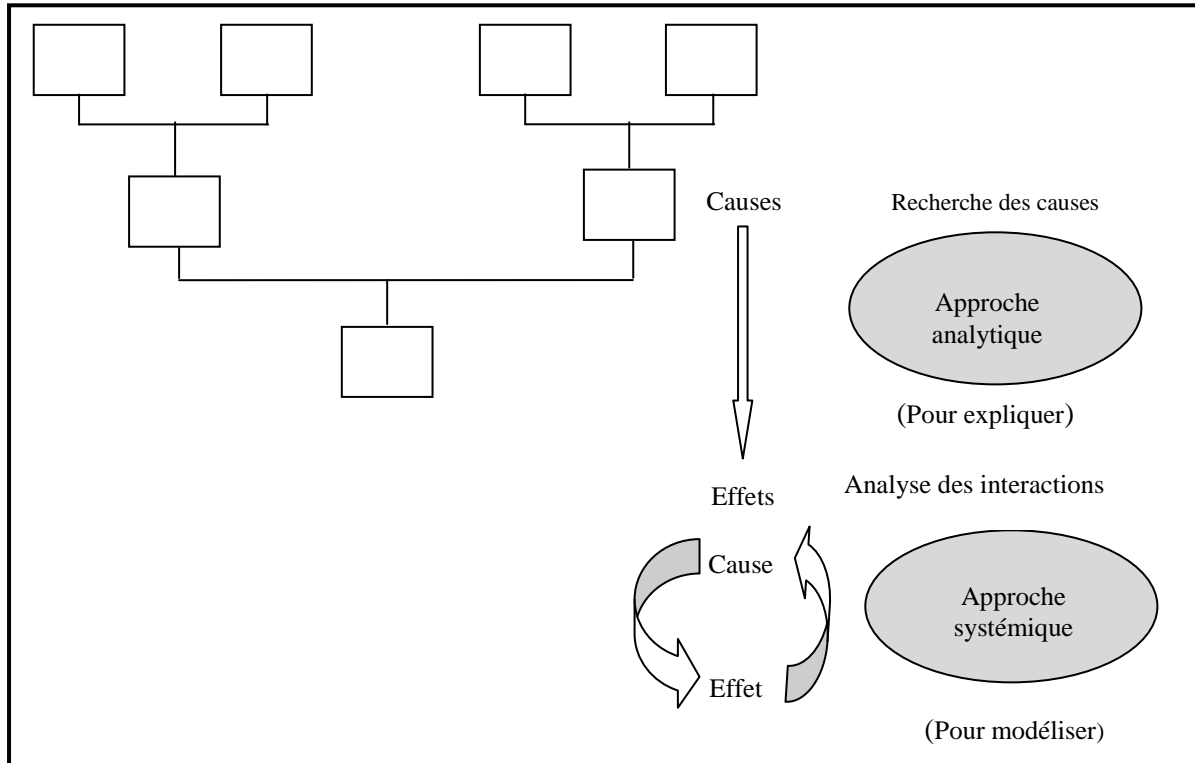 Causes
Recherche des causes
Approche
analytique
(Pour expliquer)
Effets
Analyse des interactions
Cause
Approche
systémique
Effet
(Pour modéliser)